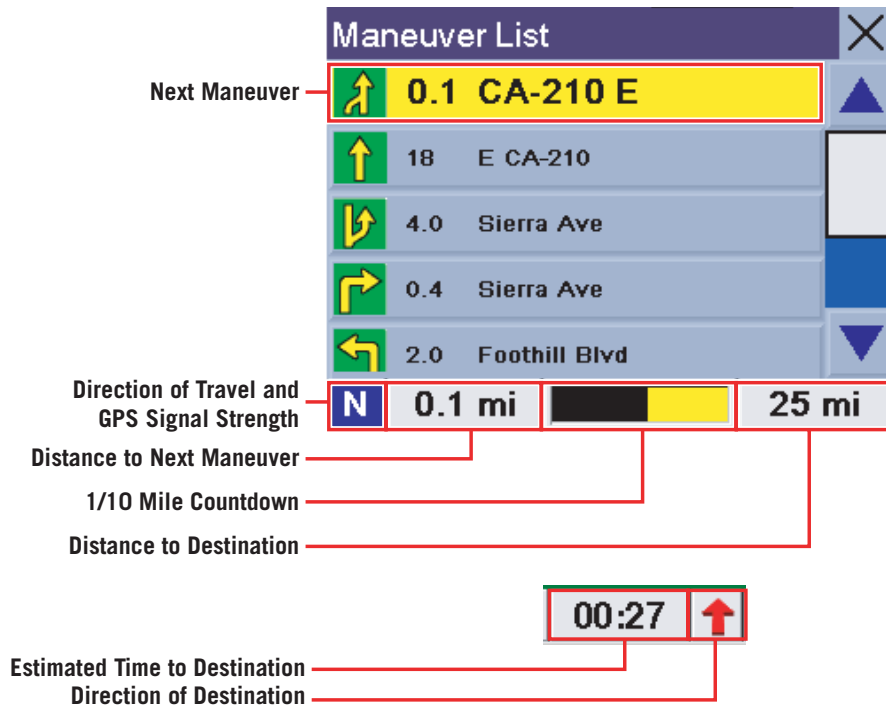 Maneuver List
Next Maneuver
0.1 CA-210 E
18 E CA-210
4.0 Sierra Ave
0.4 Sierra Ave
2.0 Foothill Blvd
Direction of Travel and
GPS Signal Strength
N 0.1 mi 25 mi
Distance to Next Maneuver
1/10 Mile Countdown
Distance to Destination
00:27
Estimated Time to Destination
Direction of Destination